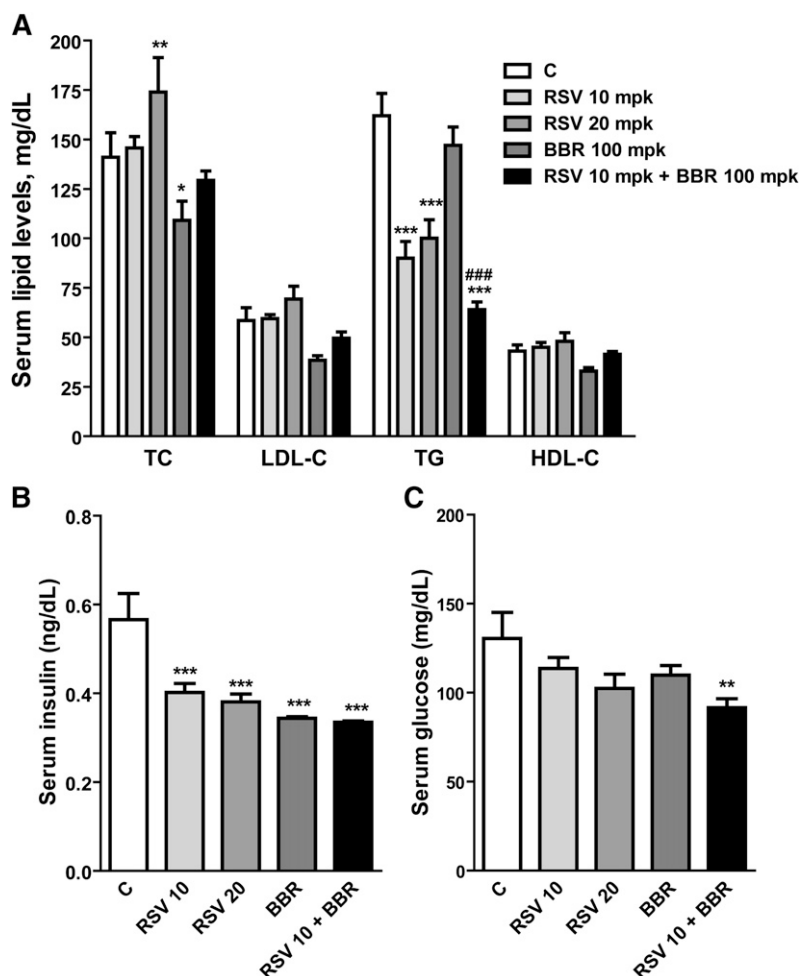 A
Serum lipid levels, mg/dL
200
175
150
125
100
75
50
25
0
**
*
***
***
###
***
TC
LDL-C
TG
HDL-C
C
RSV 10 mpk
RSV 20 mpk
BBR 100 mpk
RSV 10 mpk + BBR 100 mpk
B
Serum insulin (ng/dL)
0.8
0.6
0.4
0.2
0.0
***
***
***
***
C
RSV 10
RSV 20
BBR
RSV 10 + BBR
C
Serum glucose (mg/dL)
200
150
100
50
0
**
C
RSV 10
RSV 20
BBR
RSV 10 + BBR